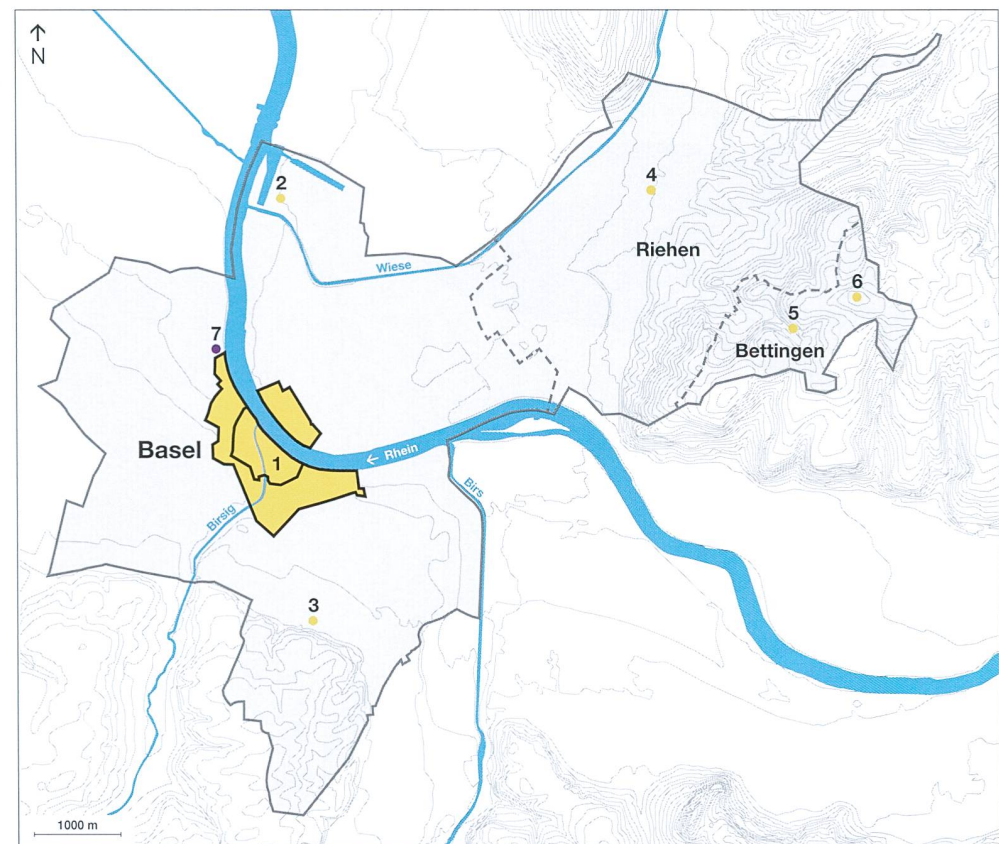 N
2
4
Riehen
Wiese
6
5
Bettingen
7
Basel
1
← Rhein
Birsig
Birs
3
1000 m